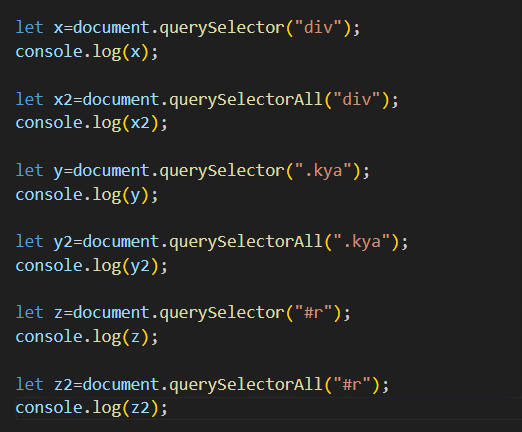 let x=document.querySelector("div");
console.log(x);
let x2=document.querySelectorAll("div");
console.log(x2);
let y=document.querySelector(".kya");
console.log(y);
let y2=document.querySelectorAll(".kya");
console.log(y2);
let z=document.querySelector("#r");
console.log(z);
let z2=document.querySelectorAll("#r");
console.log(z2);